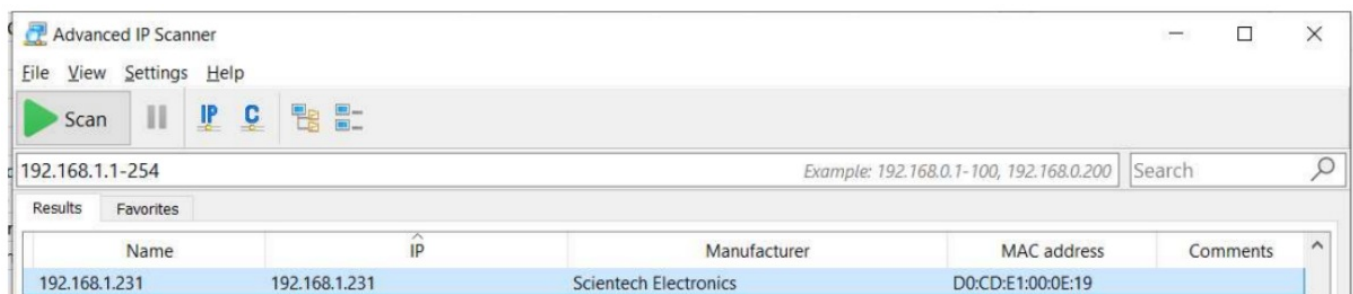 Advanced IP Scanner
File View Settings Help
Scan IP C
192.168.1.1-254 Example: 192.168.0.1-100, 192.168.0.200 Search
Results Favorites
Name IP Manufacturer MAC address Comments
192.168.1.231 192.168.1.231 Scientech Electronics D0:CD:E1:00:0E:19